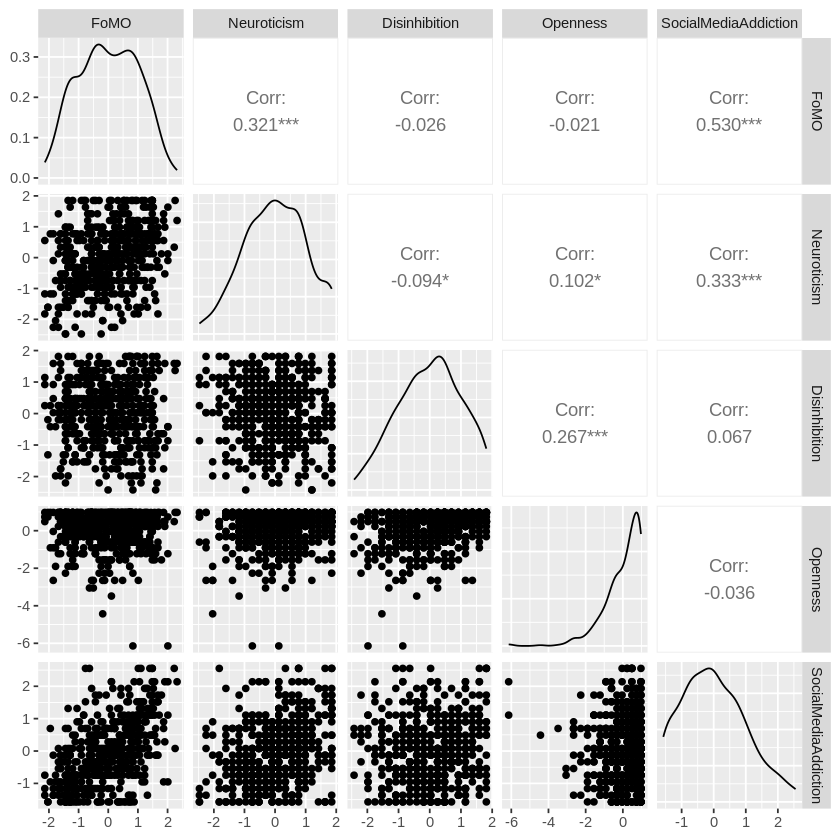 FoMO Neuroticism Disinhibition Openness SocialMediaAddiction
0.3
0.2
0.1
0.0
Corr:
0.321***
Corr:
-0.026
Corr:
-0.021
Corr:
0.530***
FoMO
2
1
0
-1
-2
Corr:
-0.094*
Corr:
0.102*
Corr:
0.333***
Neuroticism
2
1
0
-1
-2
Corr:
0.267***
Corr:
0.067
Disinhibition
0
-2
-4
-6
Corr:
-0.036
Openness
2
1
0
-1
SocialMediaAddiction
-2 -1 0 1 2 -2 -1 0 1 2 -2 -1 0 1 2 -6 -4 -2 0 -1 0 1 2